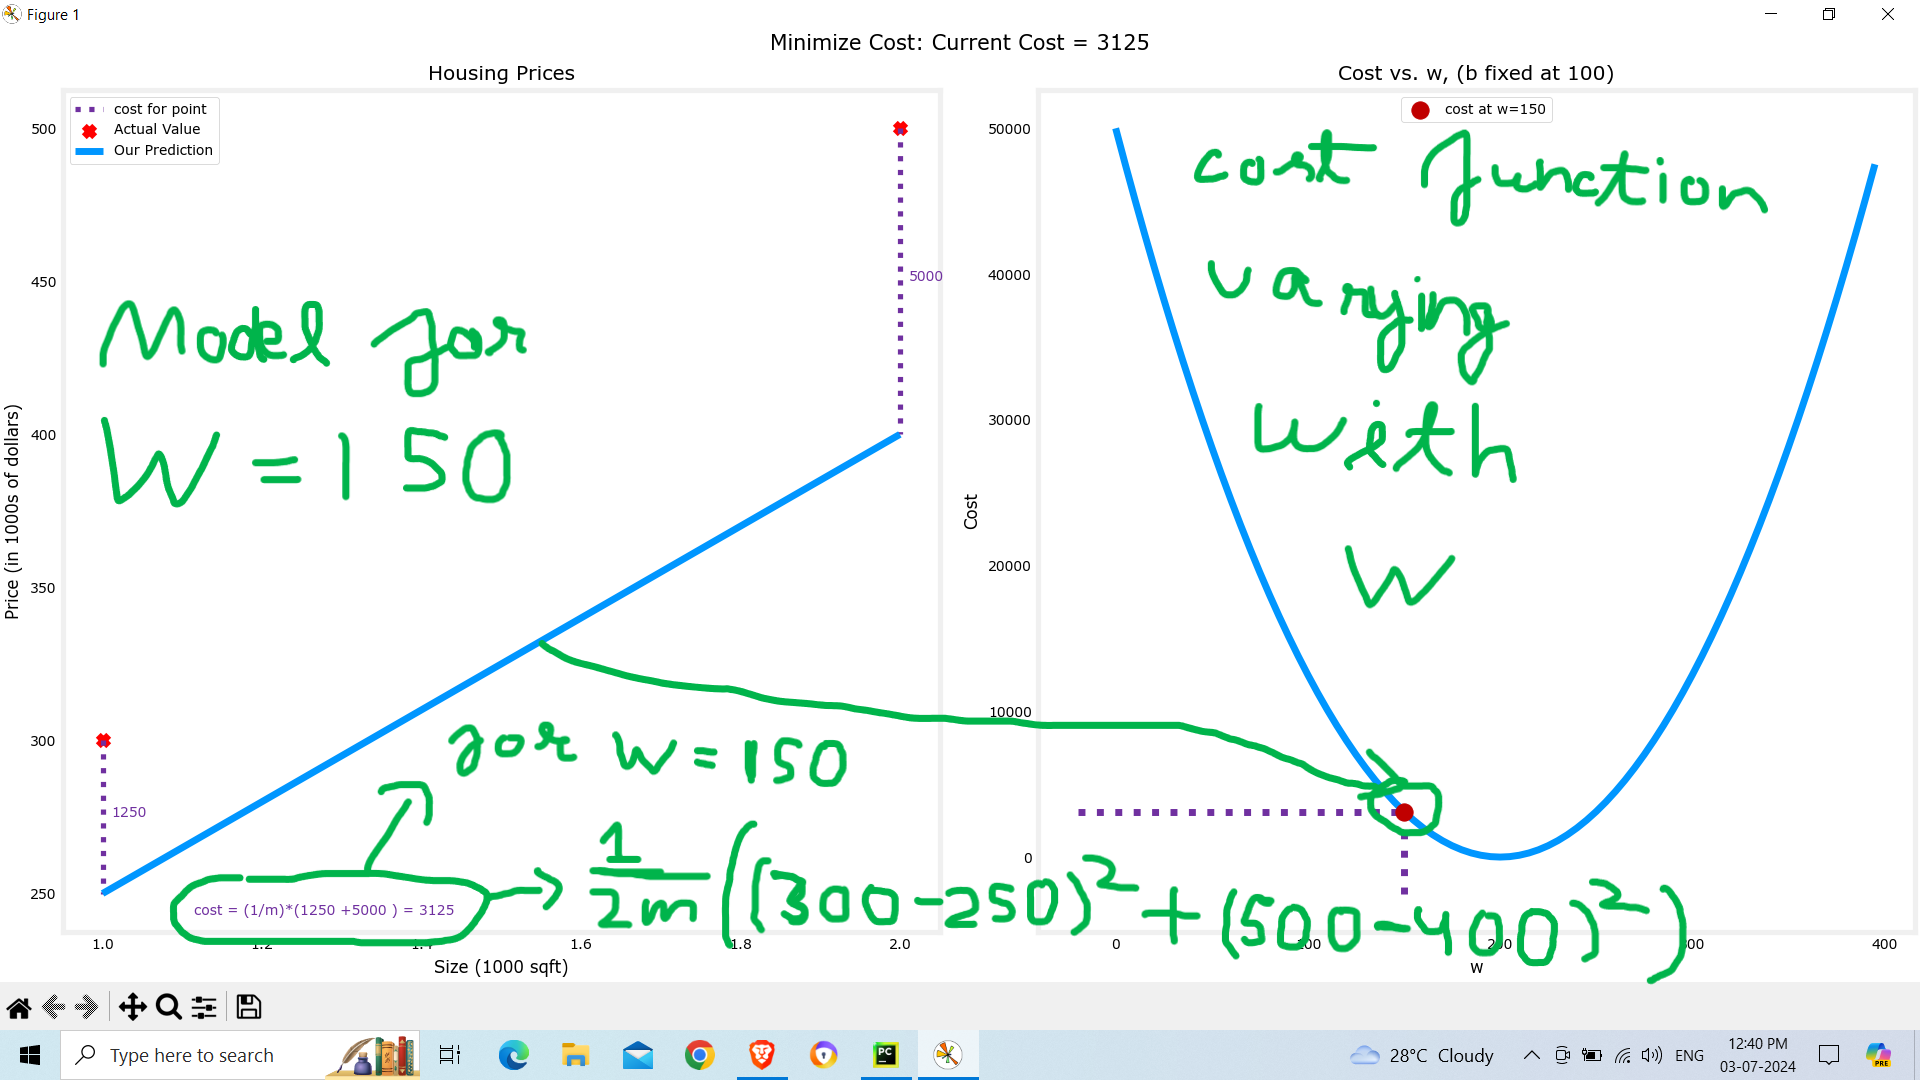 Figure 1
Minimize Cost: Current Cost = 3125
Housing Prices
cost for point
Actual Value
Our Prediction
500
450
400
350
300
250
Price (in 1000s of dollars)
5000
1250
Model for
W = 150
for W = 150
cost = (1/m)*(1250 +5000 ) = 3125
1/2m ((300-250)² + (500-400)²)
1.0
1.2
1.4
1.6
1.8
2.0
Size (1000 sqft)
Cost vs. w, (b fixed at 100)
cost at w=150
cost function
varying
with
W
50000
40000
30000
20000
10000
0
Cost
0
100
200
300
400
w
Type here to search
PC
28°C Cloudy
ENG
12:40 PM
03-07-2024
PRE